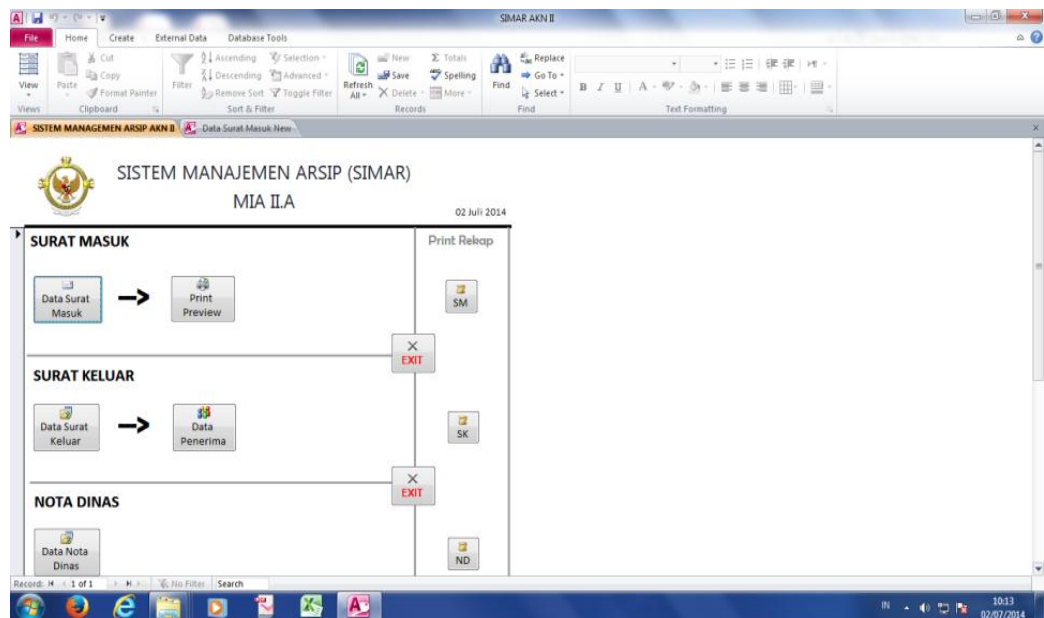 SIMAR AKN II
File Home Create External Data Database Tools
View
Paste
Cut
Copy
Format Painter
Filter
Ascending
Descending
Remove Sort
Selection
Advanced
Toggle Filter
Refresh All
New
Save
Delete
Totals
Spelling
More
Find
Replace
Go To
Select
B I U A
Views Clipboard Sort & Filter Records Find Text Formatting
SISTEM MANAGEMEN ARSIP AKN II Data Surat Masuk New
SISTEM MANAJEMEN ARSIP (SIMAR)
MIA II.A
02 Juli 2014
SURAT MASUK
Print Rekap
Data Surat
Masuk
-->
Print
Preview
SM
EXIT
SURAT KELUAR
Data Surat
Keluar
-->
Data
Penerima
SK
EXIT
NOTA DINAS
Data Nota
Dinas
ND
Record: 1 of 1 No Filter Search
IN
10:13
02/07/2014